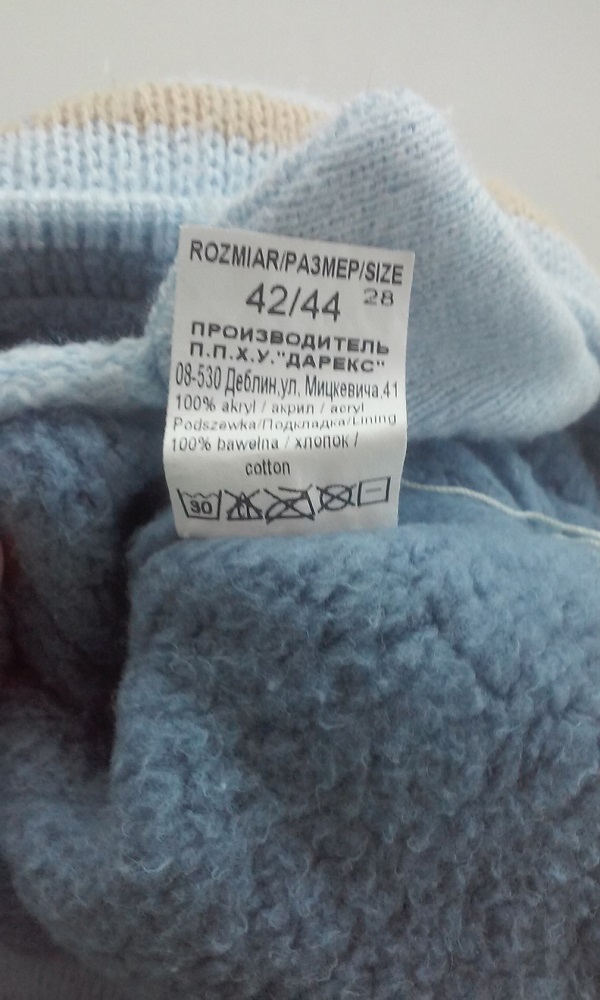 ROZMIAR/РАЗМЕР/SIZE
42/44 28
ПРОИЗВОДИТЕЛЬ
П.П.Х.У."ДАРЕКС"
08-530 Деблин,ул, Мицкевича,41
100% akryl / акрил / acryl
Podszewka/Подкладка/Lining
100% bawełna / хлопок /
cotton
30